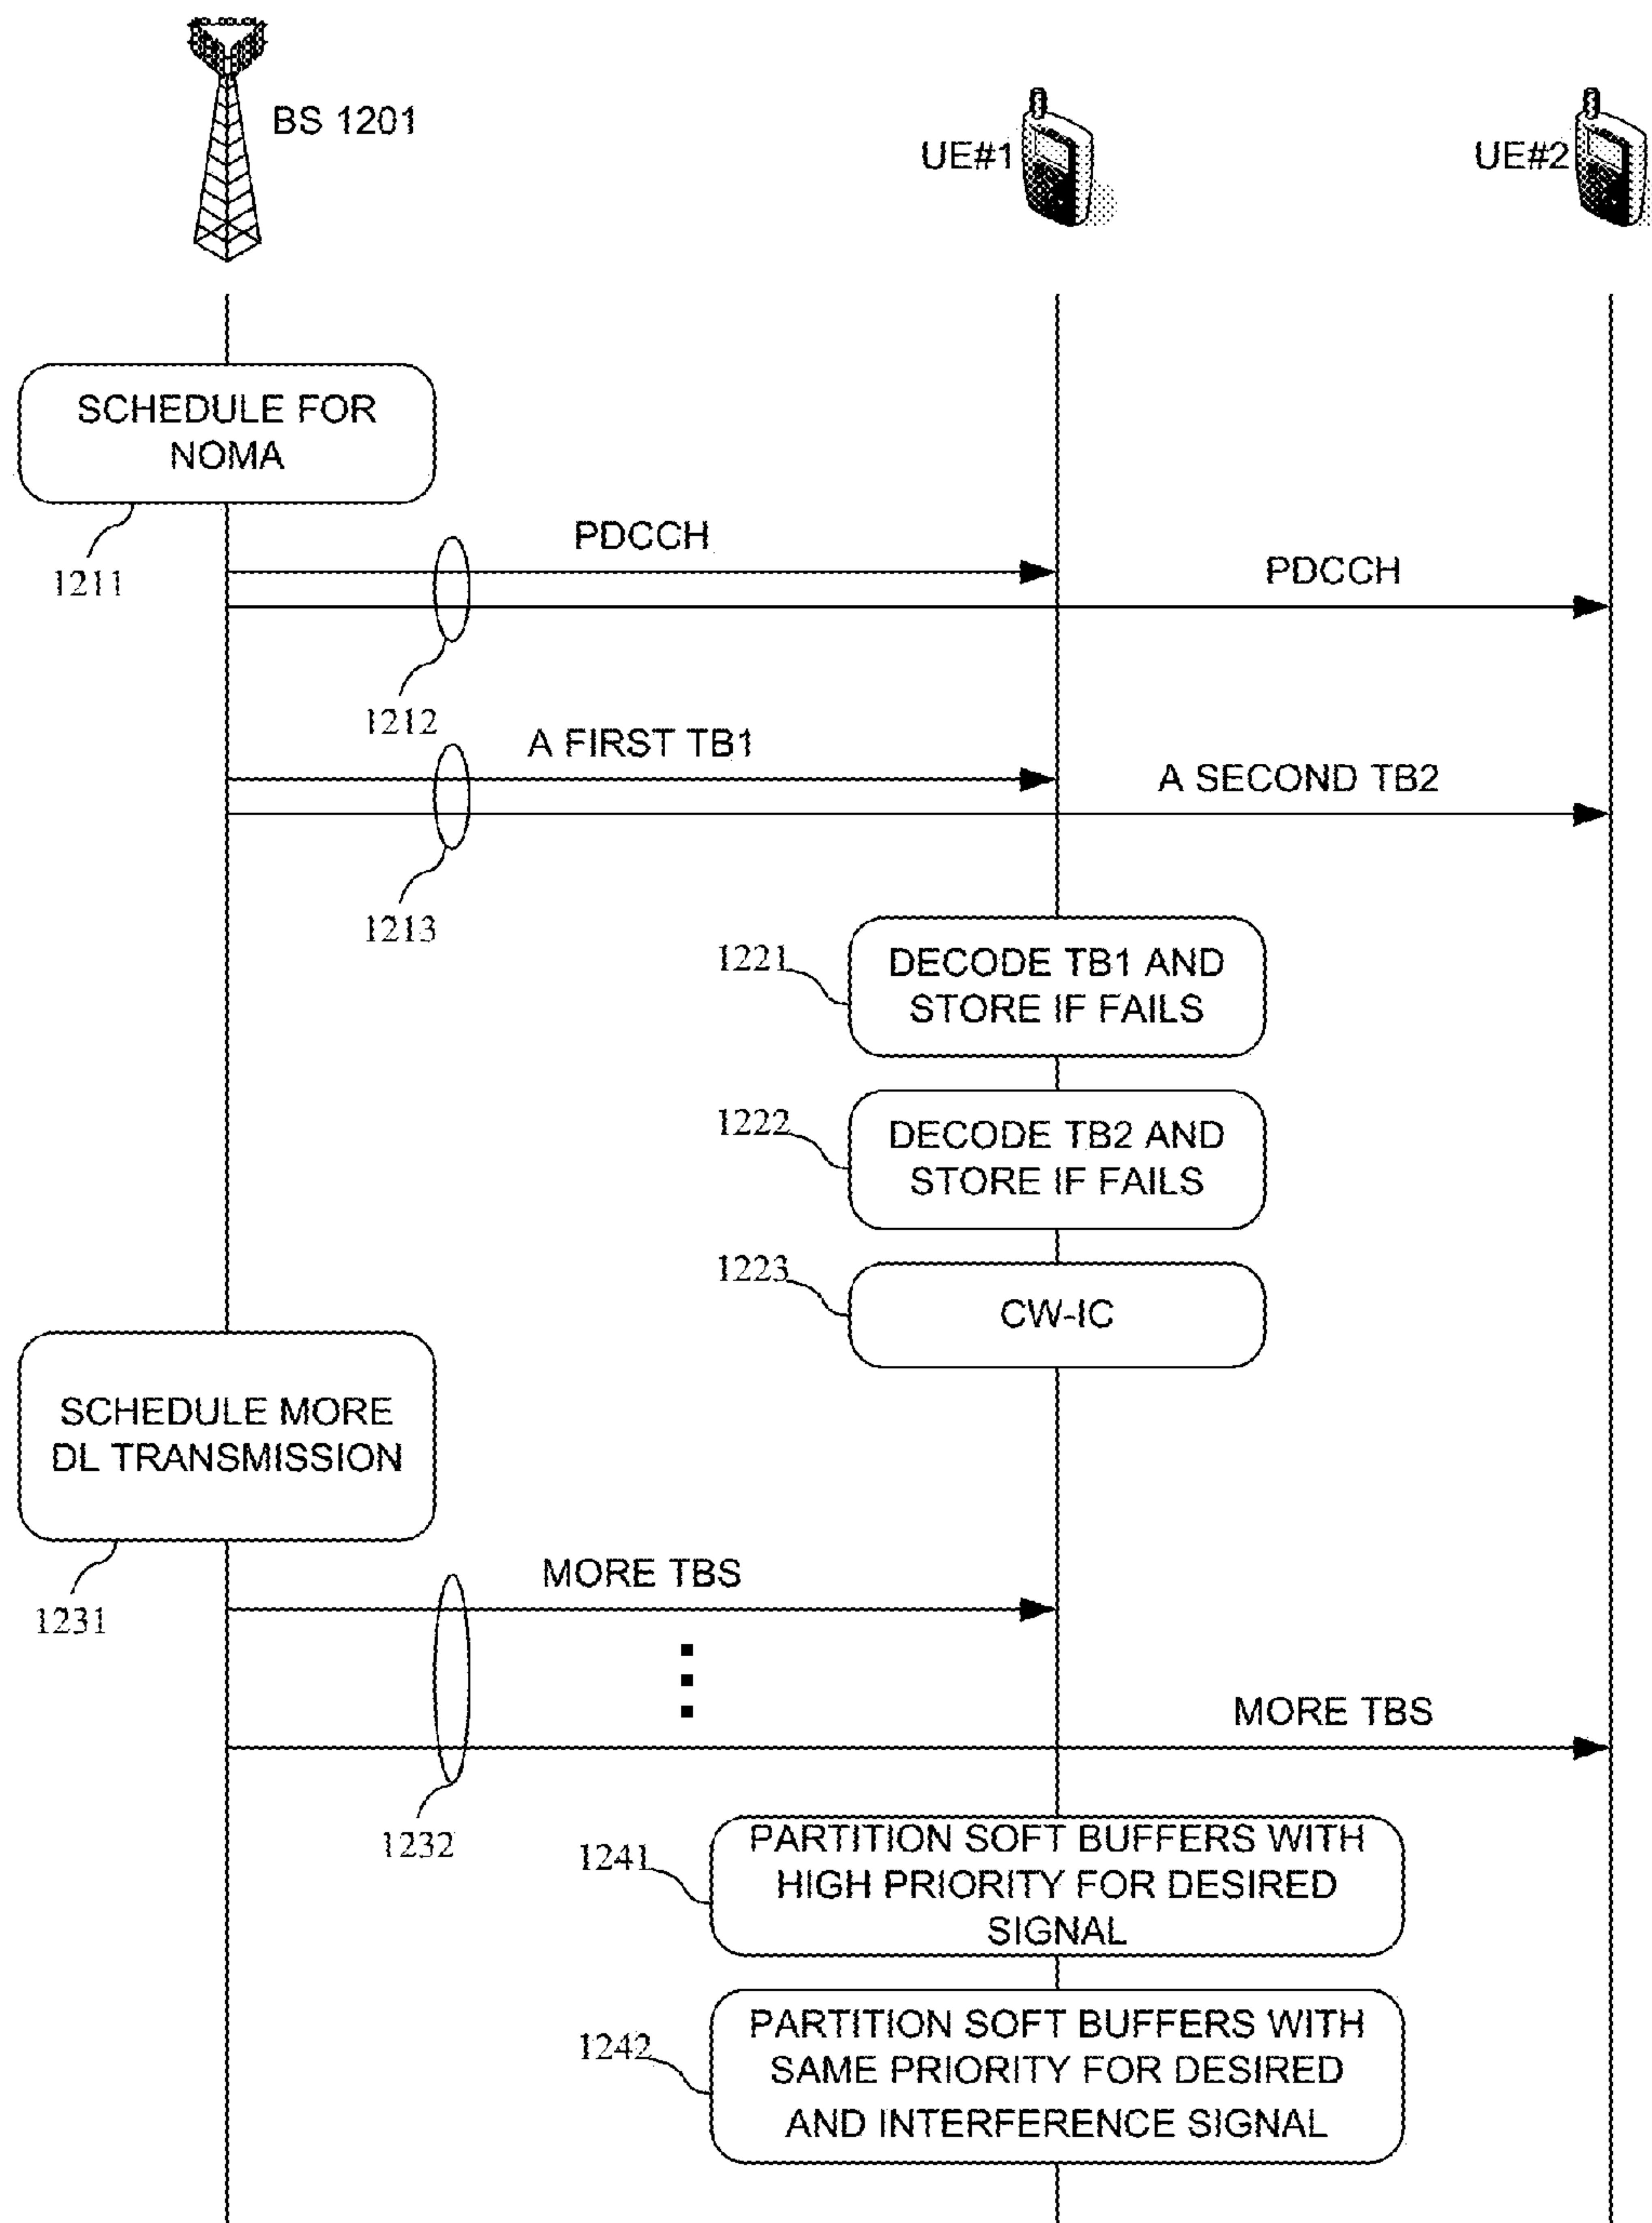 BS 1201
UE#1
UE#2
SCHEDULE FOR
NOMA
1211
PDCCH
PDCCH
1212
A FIRST TB1
A SECOND TB2
1213
1221
DECODE TB1 AND
STORE IF FAILS
1222
DECODE TB2 AND
STORE IF FAILS
1223
CW-IC
SCHEDULE MORE
DL TRANSMISSION
1231
MORE TBS
MORE TBS
1232
1241
PARTITION SOFT BUFFERS WITH
HIGH PRIORITY FOR DESIRED
SIGNAL
1242
PARTITION SOFT BUFFERS WITH
SAME PRIORITY FOR DESIRED
AND INTERFERENCE SIGNAL